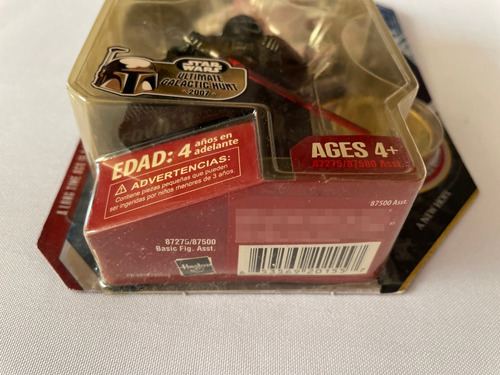 STAR WARS
ULTIMATE
GALACTIC HUNT
2007
EDAD: 4 años en adelante
ADVERTENCIAS:
Contiene piezas pequeñas que pueden
ser ingeridas por niños menores de 3 años.
AGES 4+
87275/87500 Asst.
87500 Asst.
87275/87500
Basic Fig. Asst.
Hasbro
A NEW HOPE